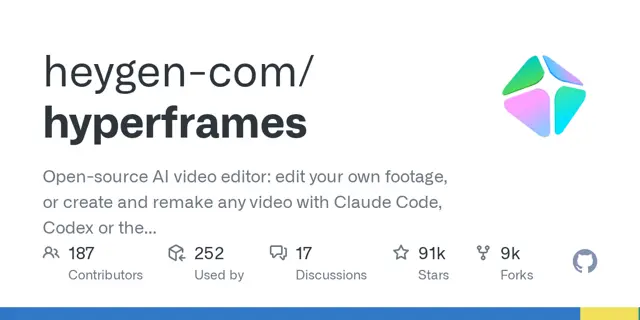 heygen-com/
hyperframes
Open-source AI video editor: edit your own footage,
or create and remake any video with Claude Code,
Codex or the...
187 252 17 91k 9k
Contributors Used by Discussions Stars Forks